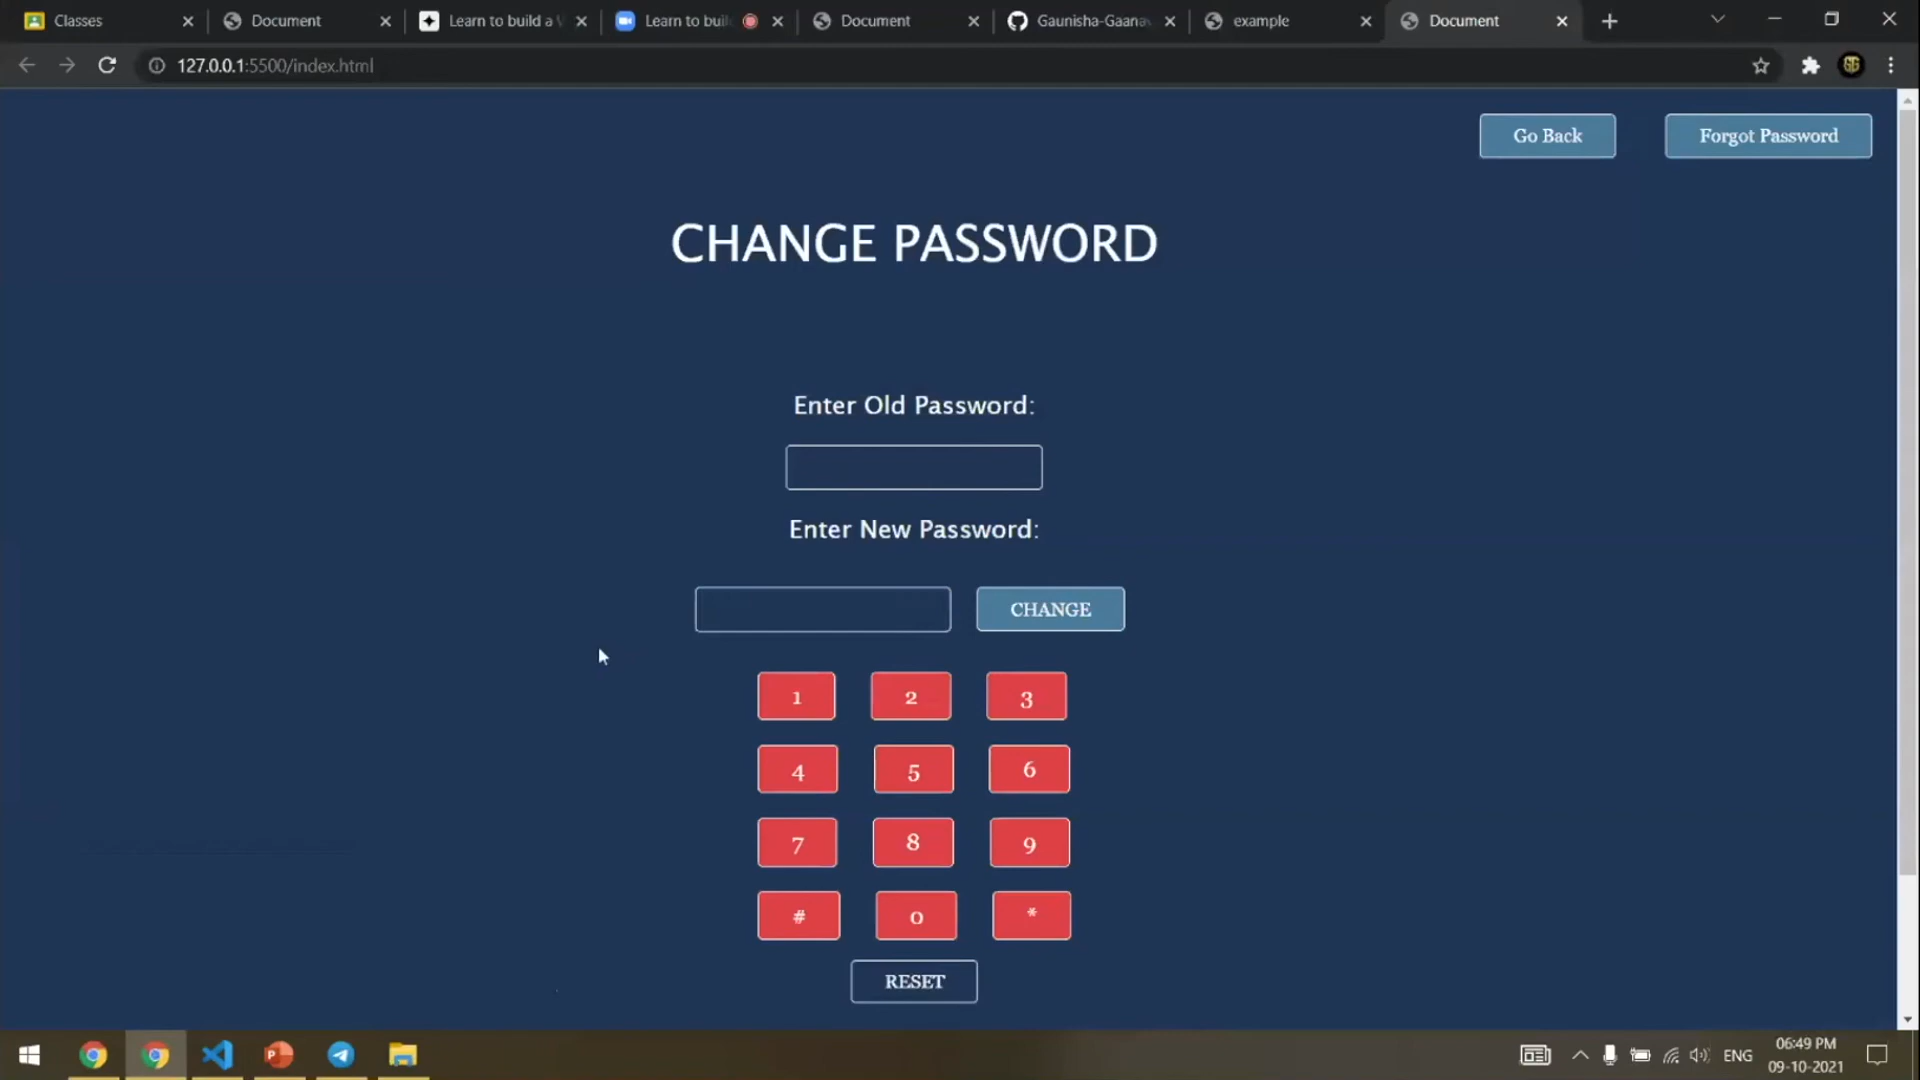 Classes
Document
Learn to build a
Learn to buil
Document
Gaunisha-Gaana
example
Document
127.0.0.1:5500/index.html
Go Back
Forgot Password
CHANGE PASSWORD
Enter Old Password:
Enter New Password:
CHANGE
1 2 3
4 5 6
7 8 9
# 0 *
RESET
ENG
06:49 PM
09-10-2021